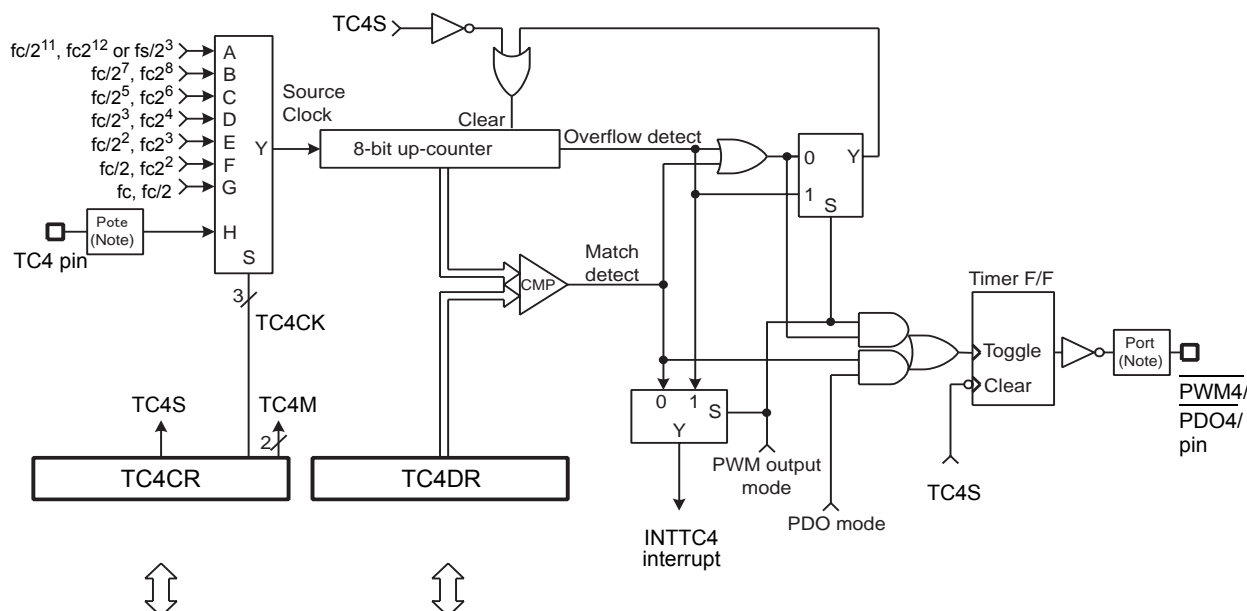 TC4S
fc/2¹¹, fc2¹² or fs/2³
A
fc/2⁷, fc2⁸
B
fc/2⁵, fc2⁶
C
fc/2³, fc2⁴
D
fc/2², fc2³
E
fc/2, fc2²
F
fc, fc/2
G
H
Y
S
Source
Clock
Clear
8-bit up-counter
Overflow detect
0
1
Y
S
Pote
(Note)
TC4 pin
3
TC4CK
CMP
Match
detect
Timer F/F
Toggle
Clear
Port
(Note)
PWM4/
PDO4/
pin
TC4S
TC4M
2
TC4CR
TC4DR
0
1
S
Y
PWM output
mode
PDO mode
TC4S
INTTC4
interrupt